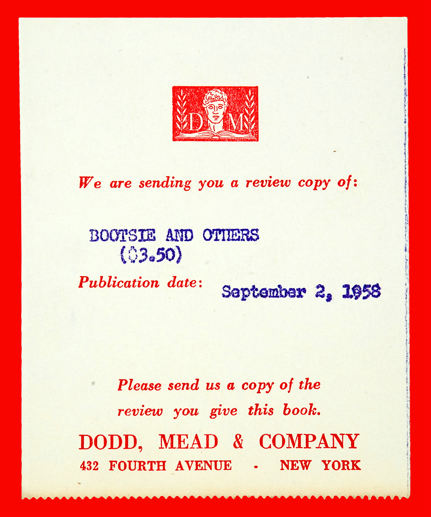 D M
We are sending you a review copy of:
BOOTSIE AND OTHERS
($3.50)
Publication date:
September 2, 1958
Please send us a copy of the
review you give this book.
DODD, MEAD & COMPANY
432 FOURTH AVENUE - NEW YORK